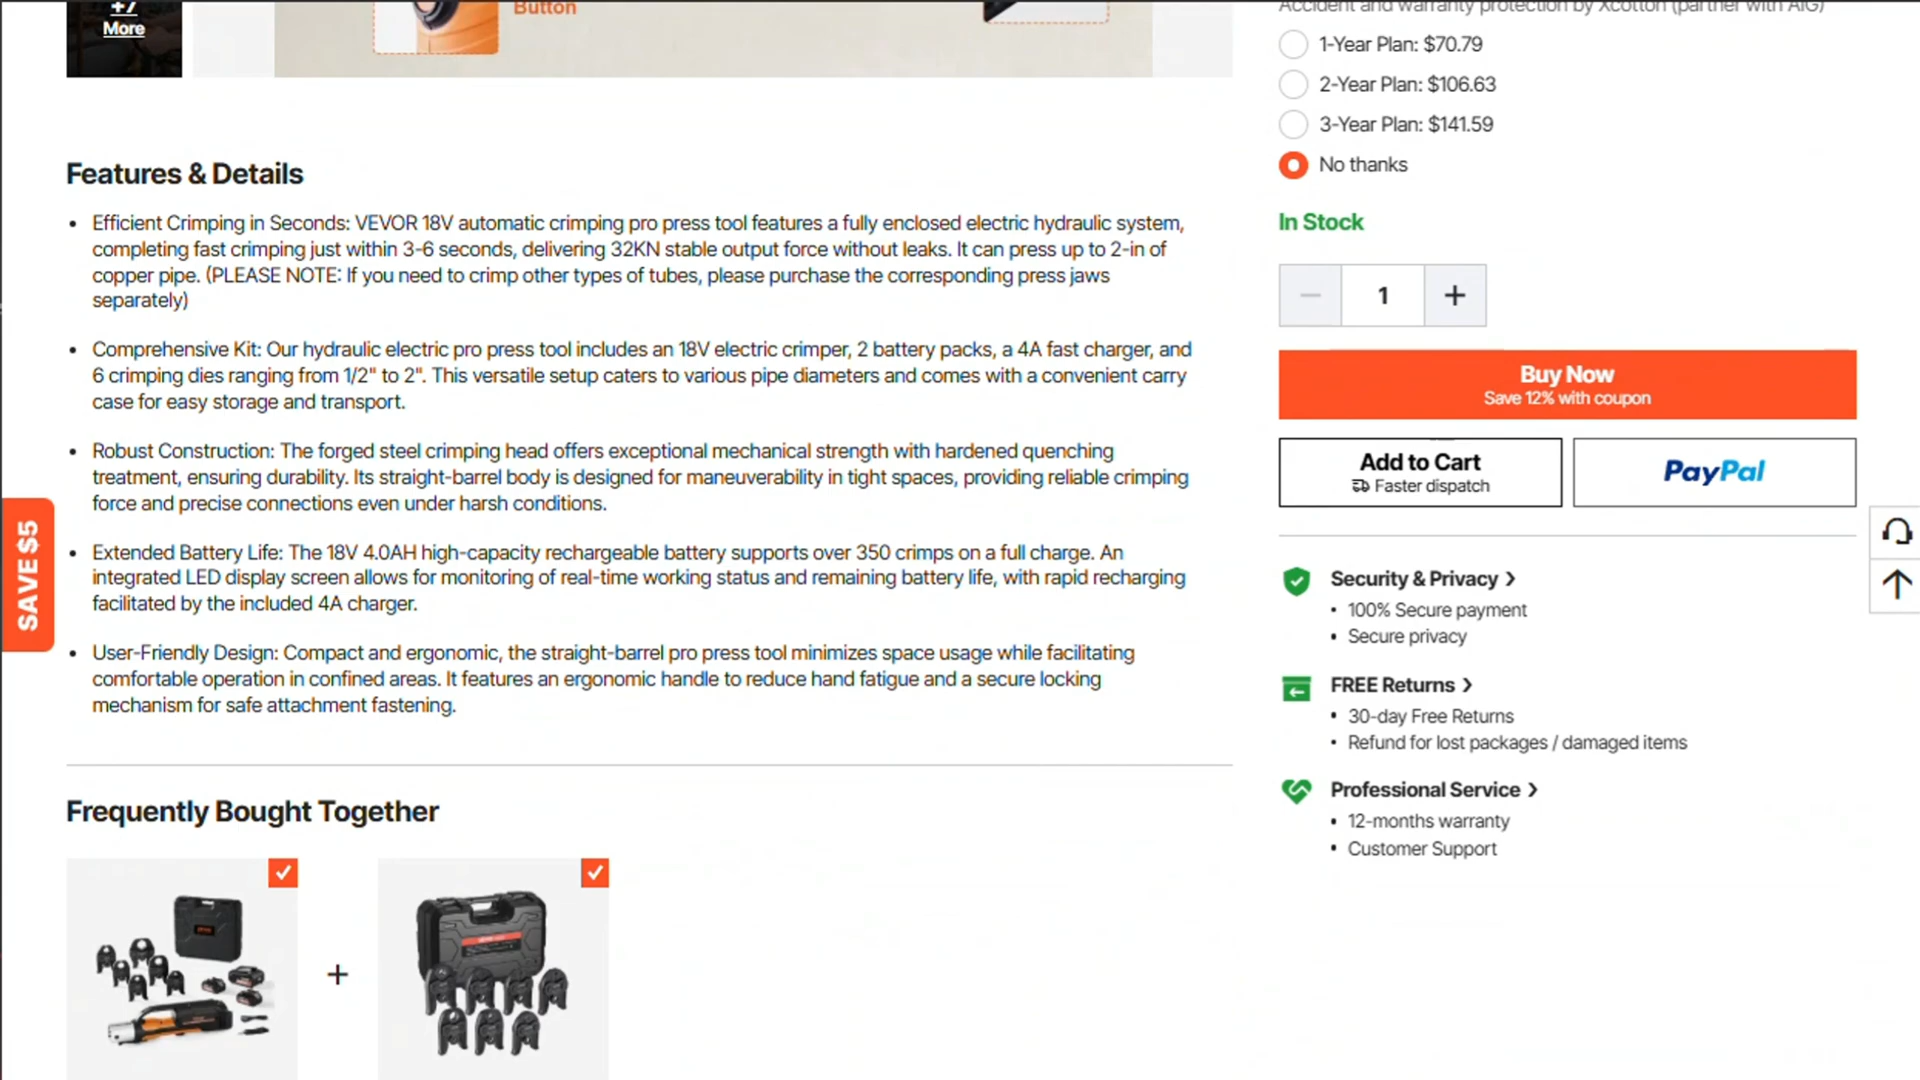 +7
More
Button
Features & Details
• Efficient Crimping in Seconds: VEVOR 18V automatic crimping pro press tool features a fully enclosed electric hydraulic system,
completing fast crimping just within 3-6 seconds, delivering 32KN stable output force without leaks. It can press up to 2-in of
copper pipe. (PLEASE NOTE: If you need to crimp other types of tubes, please purchase the corresponding press jaws
separately)
• Comprehensive Kit: Our hydraulic electric pro press tool includes an 18V electric crimper, 2 battery packs, a 4A fast charger, and
6 crimping dies ranging from 1/2" to 2". This versatile setup caters to various pipe diameters and comes with a convenient carry
case for easy storage and transport.
• Robust Construction: The forged steel crimping head offers exceptional mechanical strength with hardened quenching
treatment, ensuring durability. Its straight-barrel body is designed for maneuverability in tight spaces, providing reliable crimping
force and precise connections even under harsh conditions.
• Extended Battery Life: The 18V 4.0AH high-capacity rechargeable battery supports over 350 crimps on a full charge. An
integrated LED display screen allows for monitoring of real-time working status and remaining battery life, with rapid recharging
facilitated by the included 4A charger.
• User-Friendly Design: Compact and ergonomic, the straight-barrel pro press tool minimizes space usage while facilitating
comfortable operation in confined areas. It features an ergonomic handle to reduce hand fatigue and a secure locking
mechanism for safe attachment fastening.
SAVE $5
Frequently Bought Together
+
Accident and warranty protection by Xcotton (partner with AIG)
1-Year Plan: $70.79
2-Year Plan: $106.63
3-Year Plan: $141.59
No thanks
In Stock
− 1 +
Buy Now
Save 12% with coupon
Add to Cart
Faster dispatch
PayPal
Security & Privacy >
• 100% Secure payment
• Secure privacy
FREE Returns >
• 30-day Free Returns
• Refund for lost packages / damaged items
Professional Service >
• 12-months warranty
• Customer Support